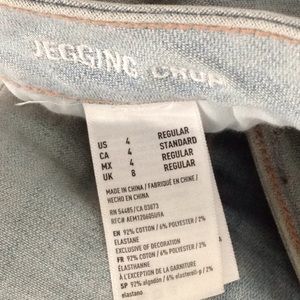 JEGGING CROP
US 4 REGULAR
CA 4 STANDARD
MX 4 REGULAR
UK 8 REGULAR
MADE IN CHINA / FABRIQUÉ EN CHINE /
HECHO EN CHINA
RN 54485/CA 03873
RFC# AEM120605U9A
EN 92% COTTON / 6% POLYESTER / 2%
ELASTANE
EXCLUSIVE OF DECORATION
FR 92% COTON / 6% POLYESTER / 2%
ÉLASTHANNE
À L'EXCEPTION DE LA GARNITURE
SP 92% algodón / 6% / 2%
elastano